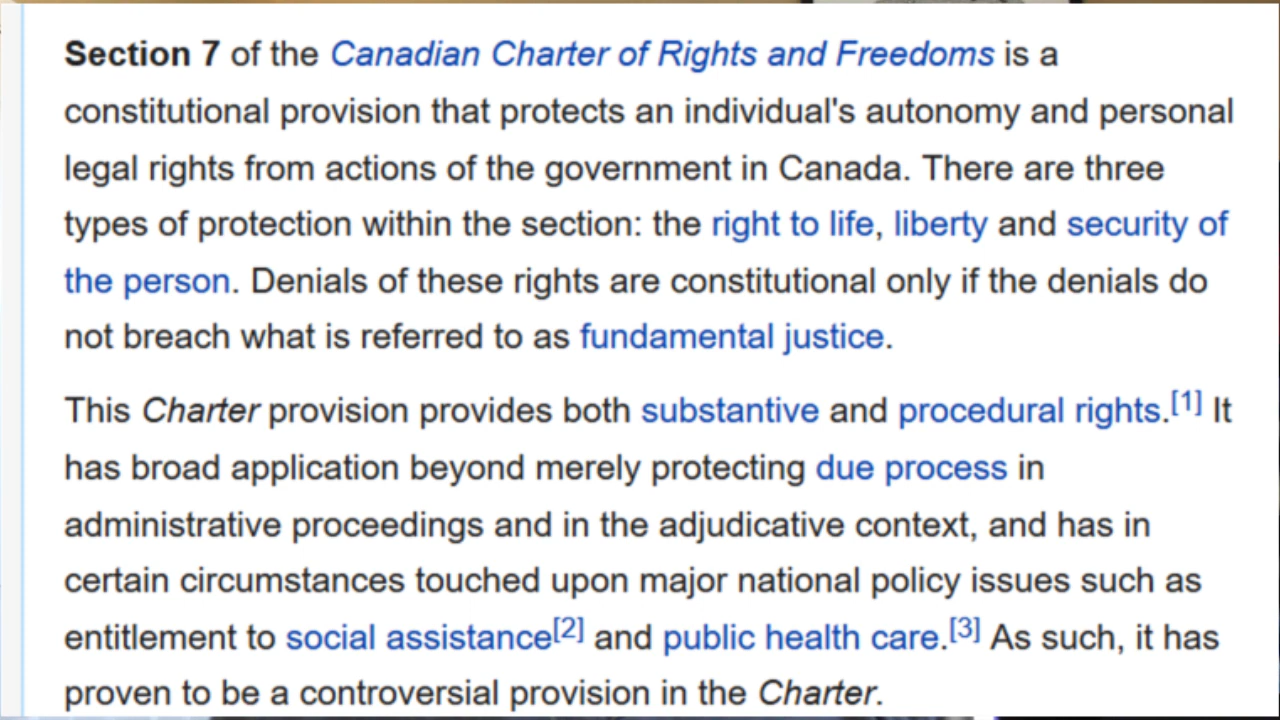 Section 7 of the Canadian Charter of Rights and Freedoms is a
constitutional provision that protects an individual's autonomy and personal
legal rights from actions of the government in Canada. There are three
types of protection within the section: the right to life, liberty and security of
the person. Denials of these rights are constitutional only if the denials do
not breach what is referred to as fundamental justice.
This Charter provision provides both substantive and procedural rights.[1] It
has broad application beyond merely protecting due process in
administrative proceedings and in the adjudicative context, and has in
certain circumstances touched upon major national policy issues such as
entitlement to social assistance[2] and public health care.[3] As such, it has
proven to be a controversial provision in the Charter.